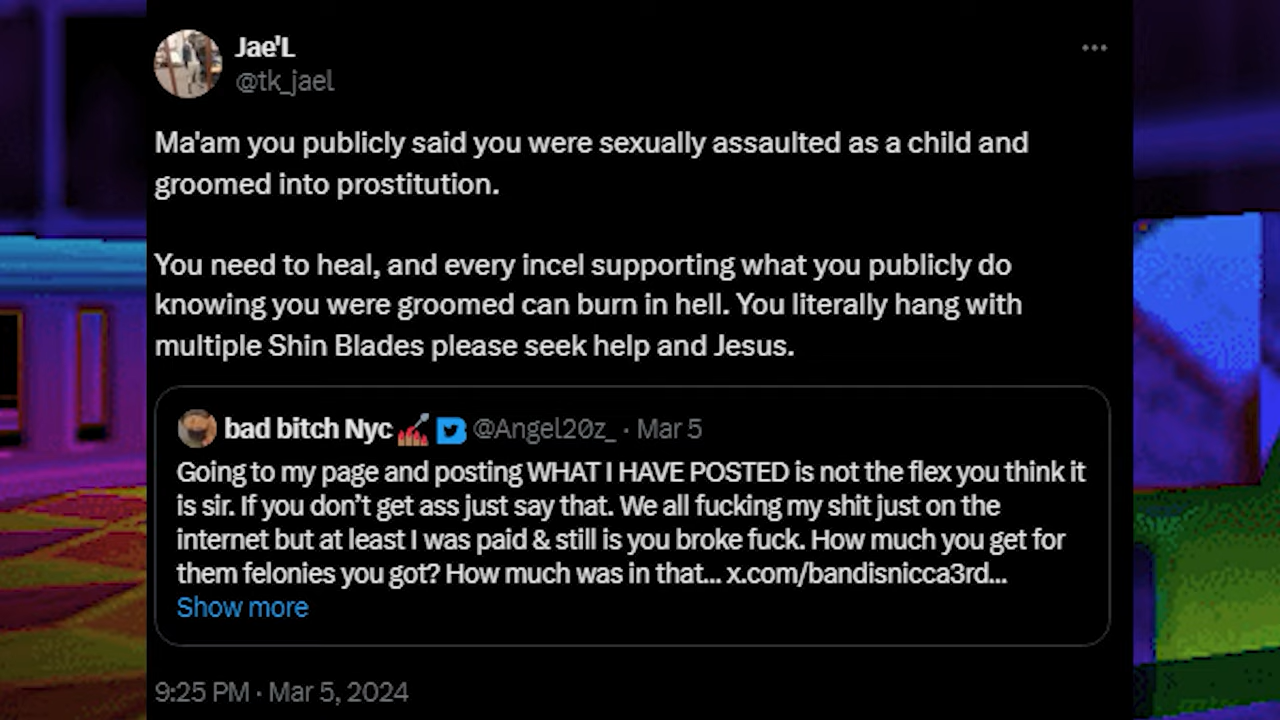 Jae'L
@tk_jael
Ma'am you publicly said you were sexually assaulted as a child and
groomed into prostitution.
You need to heal, and every incel supporting what you publicly do
knowing you were groomed can burn in hell. You literally hang with
multiple Shin Blades please seek help and Jesus.
bad bitch Nyc @Angel20z_ · Mar 5
Going to my page and posting WHAT I HAVE POSTED is not the flex you think it
is sir. If you don't get ass just say that. We all fucking my shit just on the
internet but at least I was paid & still is you broke fuck. How much you get for
them felonies you got? How much was in that... x.com/bandisnicca3rd...
Show more
9:25 PM · Mar 5, 2024